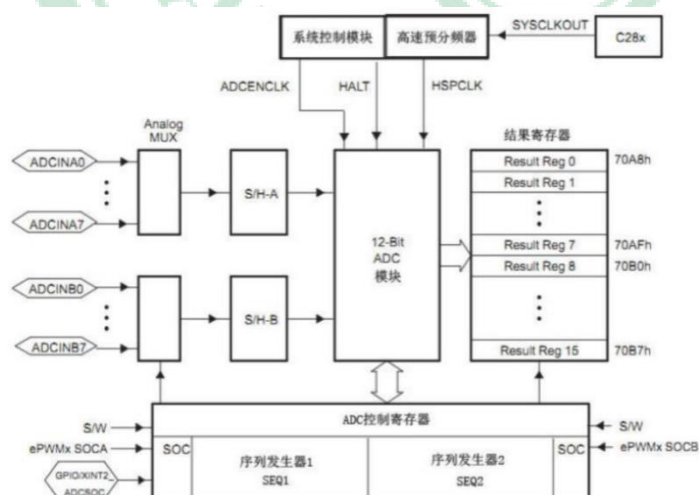 SYSCLKOUT
系统控制模块
高速预分频器
C28x
ADCENCLK
HALT
HSPCLK
Analog
MUX
结果寄存器
ADCINA0
Result Reg 0
70A8h
Result Reg 1
S/H-A
ADCINA7
12-Bit
ADC
模块
Result Reg 7
70AFh
Result Reg 8
70B0h
ADCINB0
S/H-B
ADCINB7
Result Reg 15
70B7h
ADC控制寄存器
S/W
S/W
ePWMx SOCA
SOC
序列发生器1
SEQ1
序列发生器2
SEQ2
SOC
ePWMx SOCB
GPIO/XINT2_
ADCSOC